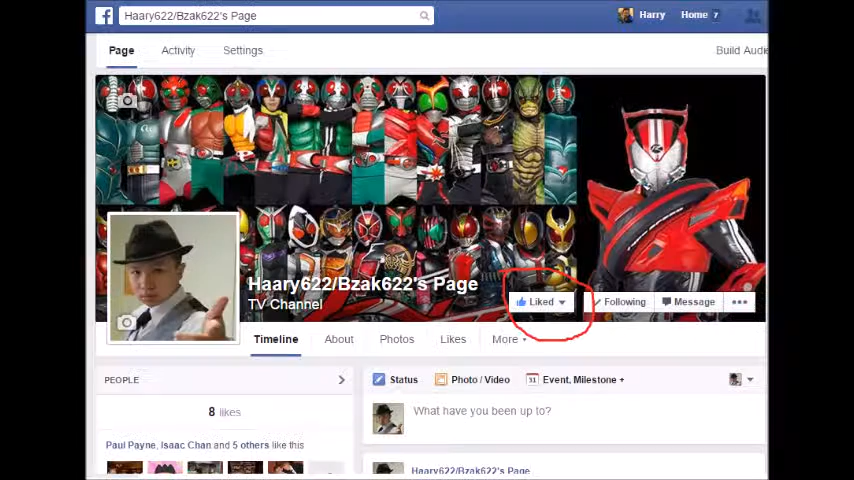 Haary622/Bzak622's Page
Harry
Home 7
Page
Activity
Settings
Build Audie
Haary622/Bzak622's Page
TV Channel
Liked
Following
Message
Timeline
About
Photos
Likes
More
PEOPLE
8 likes
Paul Payne, Isaac Chan and 5 others like this
Status
Photo / Video
31
Event, Milestone +
What have you been up to?
Haary622/Bzak622's Page